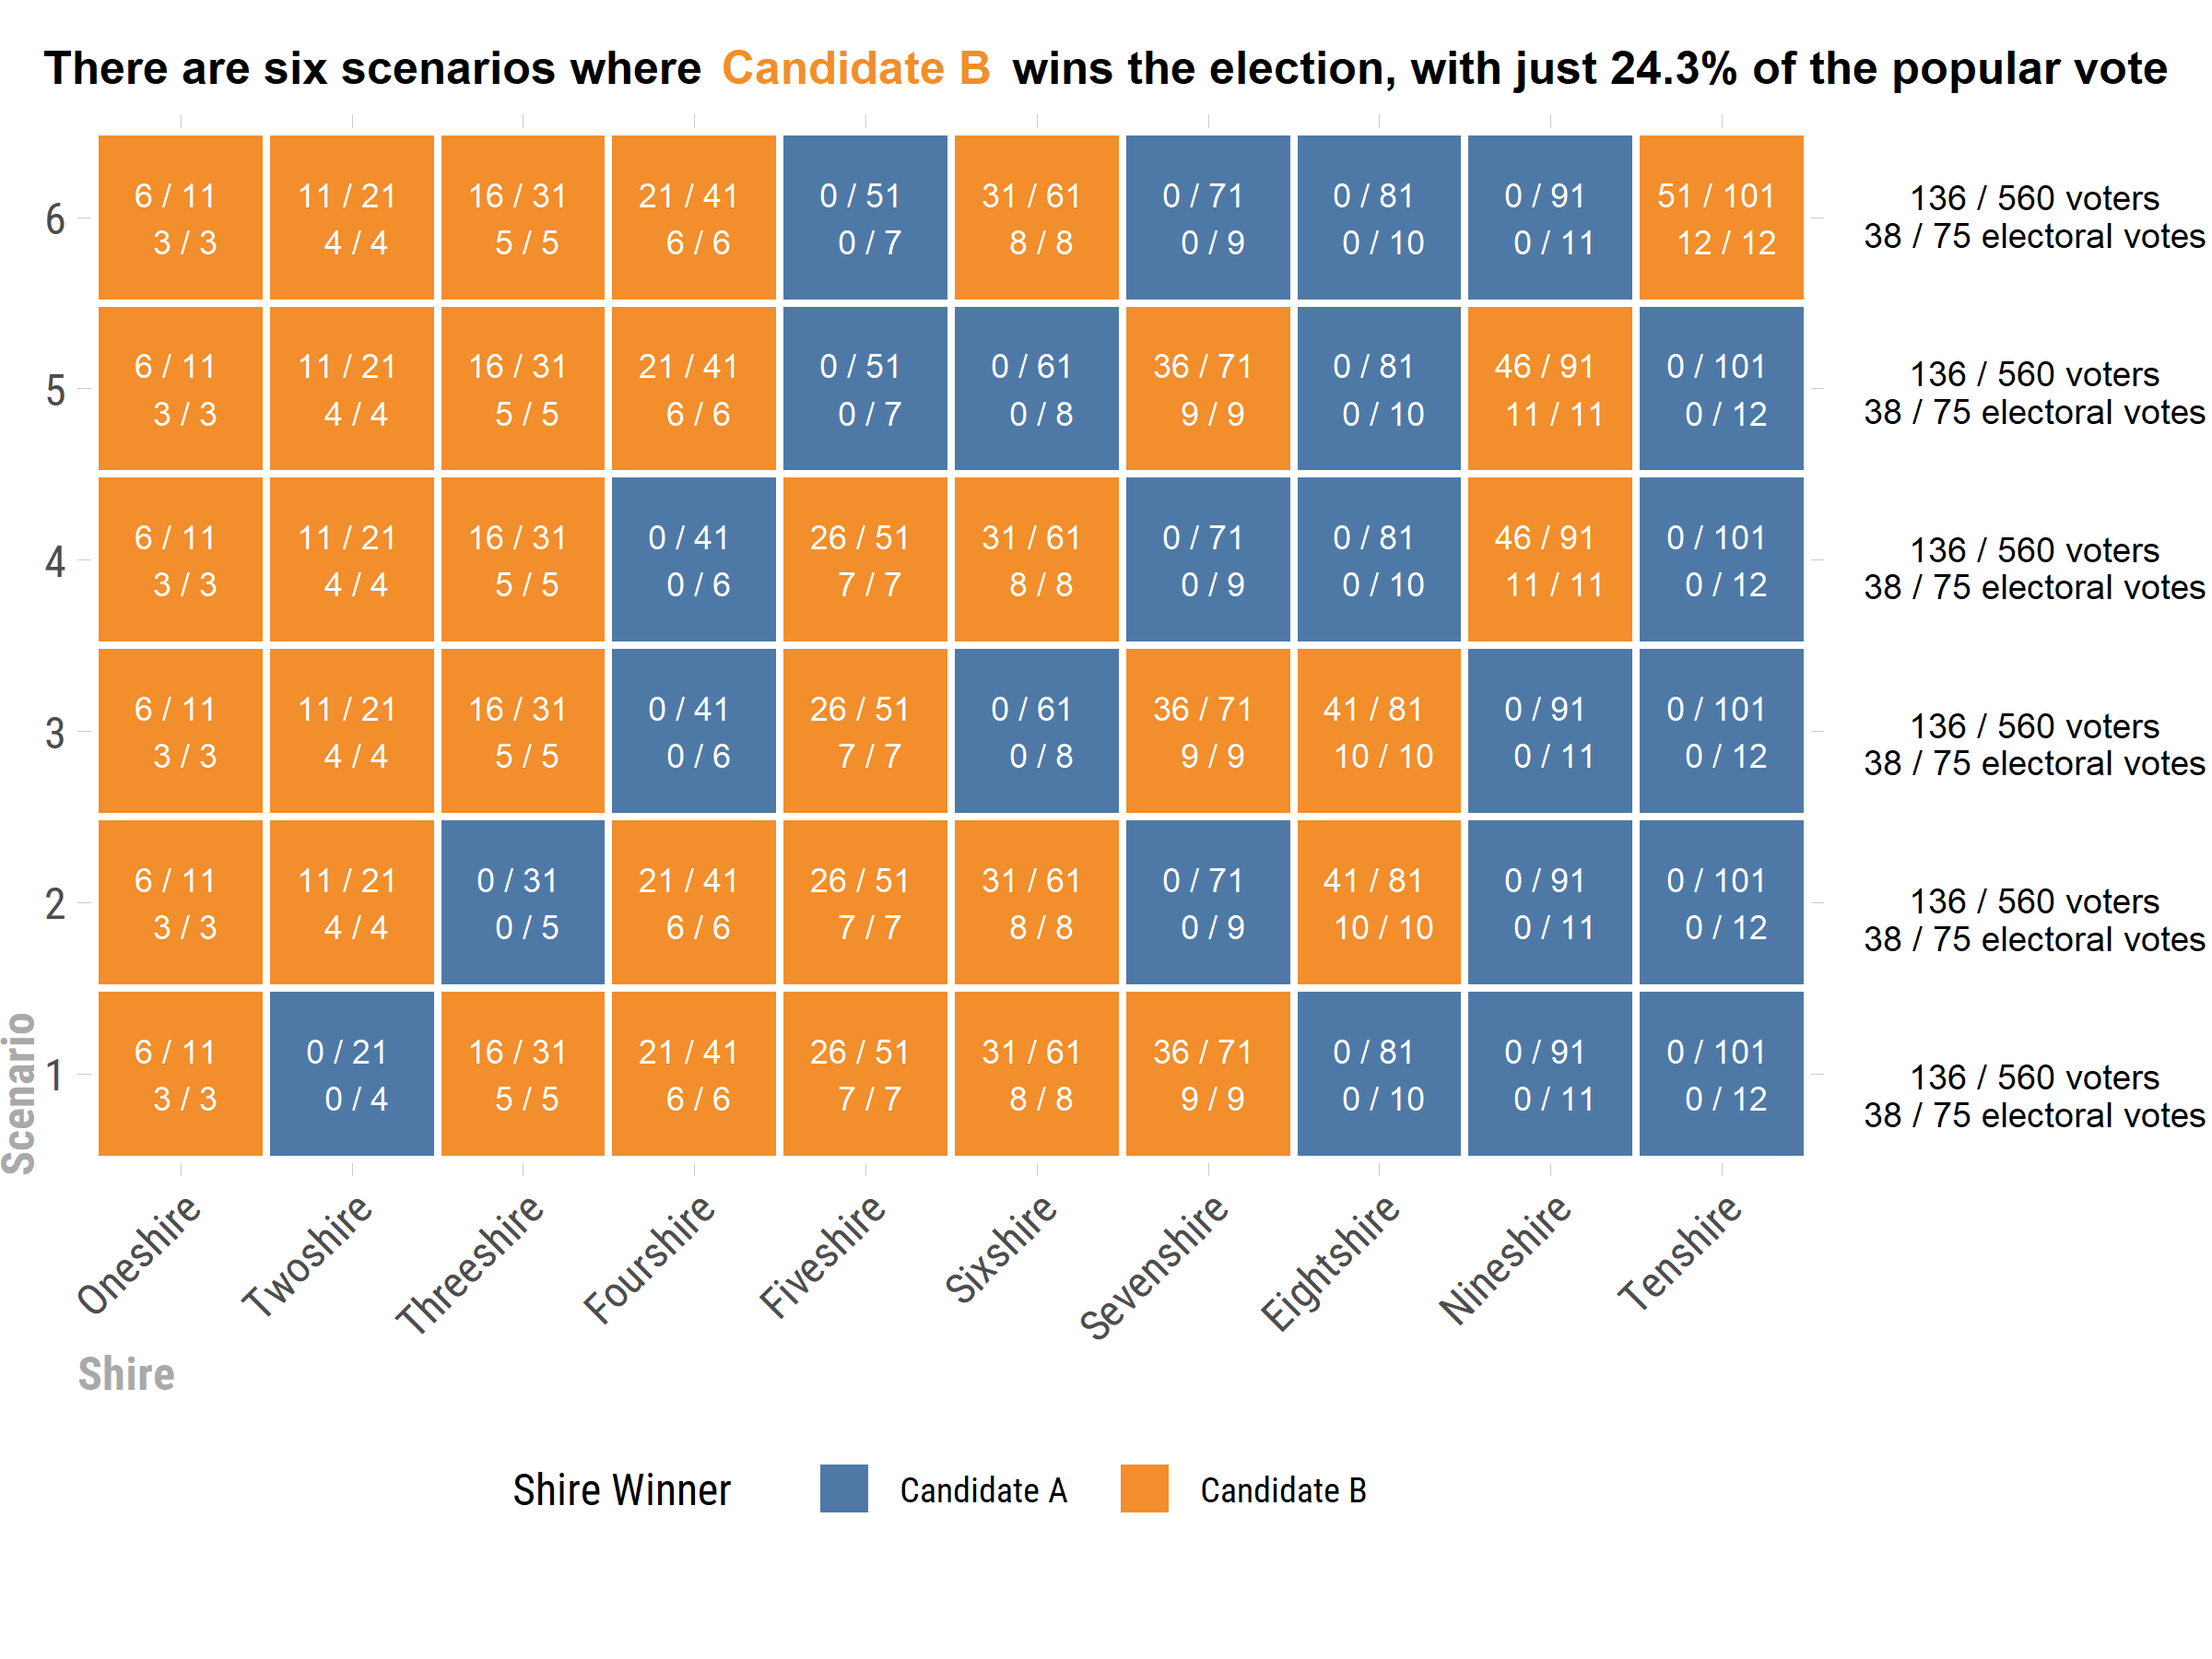 There are six scenarios where Candidate B wins the election, with just 24.3% of the popular vote
6
6 / 11 11 / 21 16 / 31 21 / 41 0 / 51 31 / 61 0 / 71 0 / 81 0 / 91 51 / 101 136 / 560 voters
3 / 3 4 / 4 5 / 5 6 / 6 0 / 7 8 / 8 0 / 9 0 / 10 0 / 11 12 / 12 38 / 75 electoral votes
5
6 / 11 11 / 21 16 / 31 21 / 41 0 / 51 0 / 61 36 / 71 0 / 81 46 / 91 0 / 101 136 / 560 voters
3 / 3 4 / 4 5 / 5 6 / 6 0 / 7 0 / 8 9 / 9 0 / 10 11 / 11 0 / 12 38 / 75 electoral votes
4
6 / 11 11 / 21 16 / 31 0 / 41 26 / 51 31 / 61 0 / 71 0 / 81 46 / 91 0 / 101 136 / 560 voters
3 / 3 4 / 4 5 / 5 0 / 6 7 / 7 8 / 8 0 / 9 0 / 10 11 / 11 0 / 12 38 / 75 electoral votes
3
6 / 11 11 / 21 16 / 31 0 / 41 26 / 51 0 / 61 36 / 71 41 / 81 0 / 91 0 / 101 136 / 560 voters
3 / 3 4 / 4 5 / 5 0 / 6 7 / 7 0 / 8 9 / 9 10 / 10 0 / 11 0 / 12 38 / 75 electoral votes
2
6 / 11 11 / 21 0 / 31 21 / 41 26 / 51 31 / 61 0 / 71 41 / 81 0 / 91 0 / 101 136 / 560 voters
3 / 3 4 / 4 0 / 5 6 / 6 7 / 7 8 / 8 0 / 9 10 / 10 0 / 11 0 / 12 38 / 75 electoral votes
1
6 / 11 0 / 21 16 / 31 21 / 41 26 / 51 31 / 61 36 / 71 0 / 81 0 / 91 0 / 101 136 / 560 voters
3 / 3 0 / 4 5 / 5 6 / 6 7 / 7 8 / 8 9 / 9 0 / 10 0 / 11 0 / 12 38 / 75 electoral votes
Scenario
Oneshire Twoshire Threeshire Fourshire Fiveshire Sixshire Sevenshire Eightshire Nineshire Tenshire
Shire
Shire Winner Candidate A Candidate B